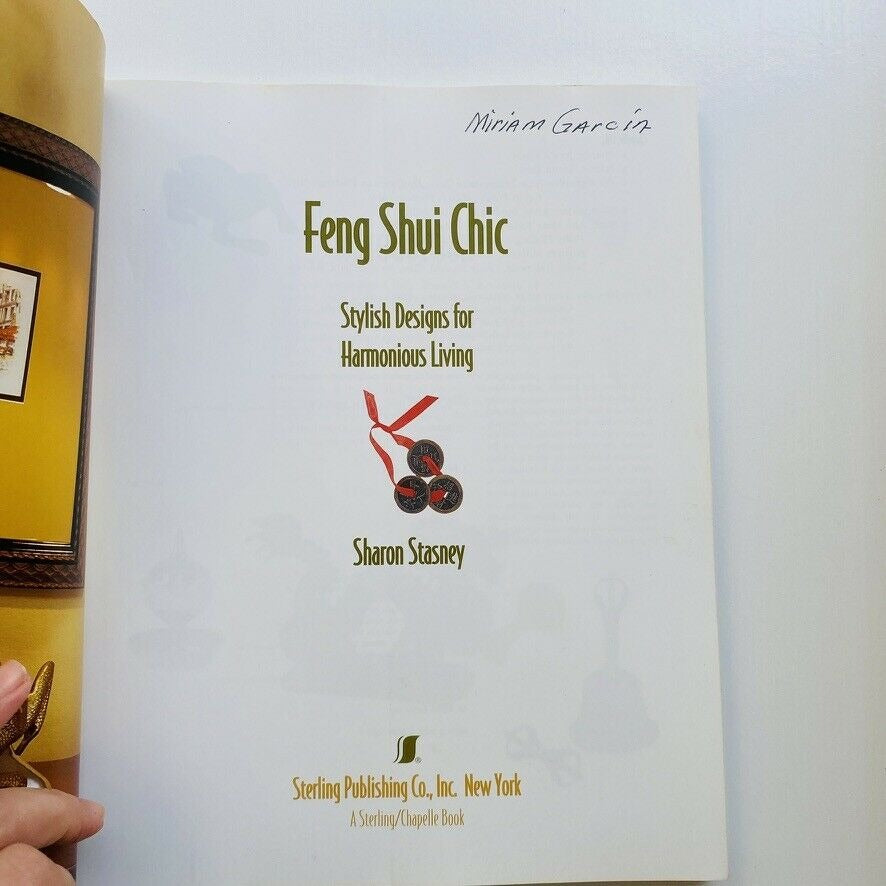 Miriam García
Feng Shui Chic
Stylish Designs for
Harmonious Living
Sharon Stasney
®
Sterling Publishing Co., Inc. New York
A Sterling/Chapelle Book